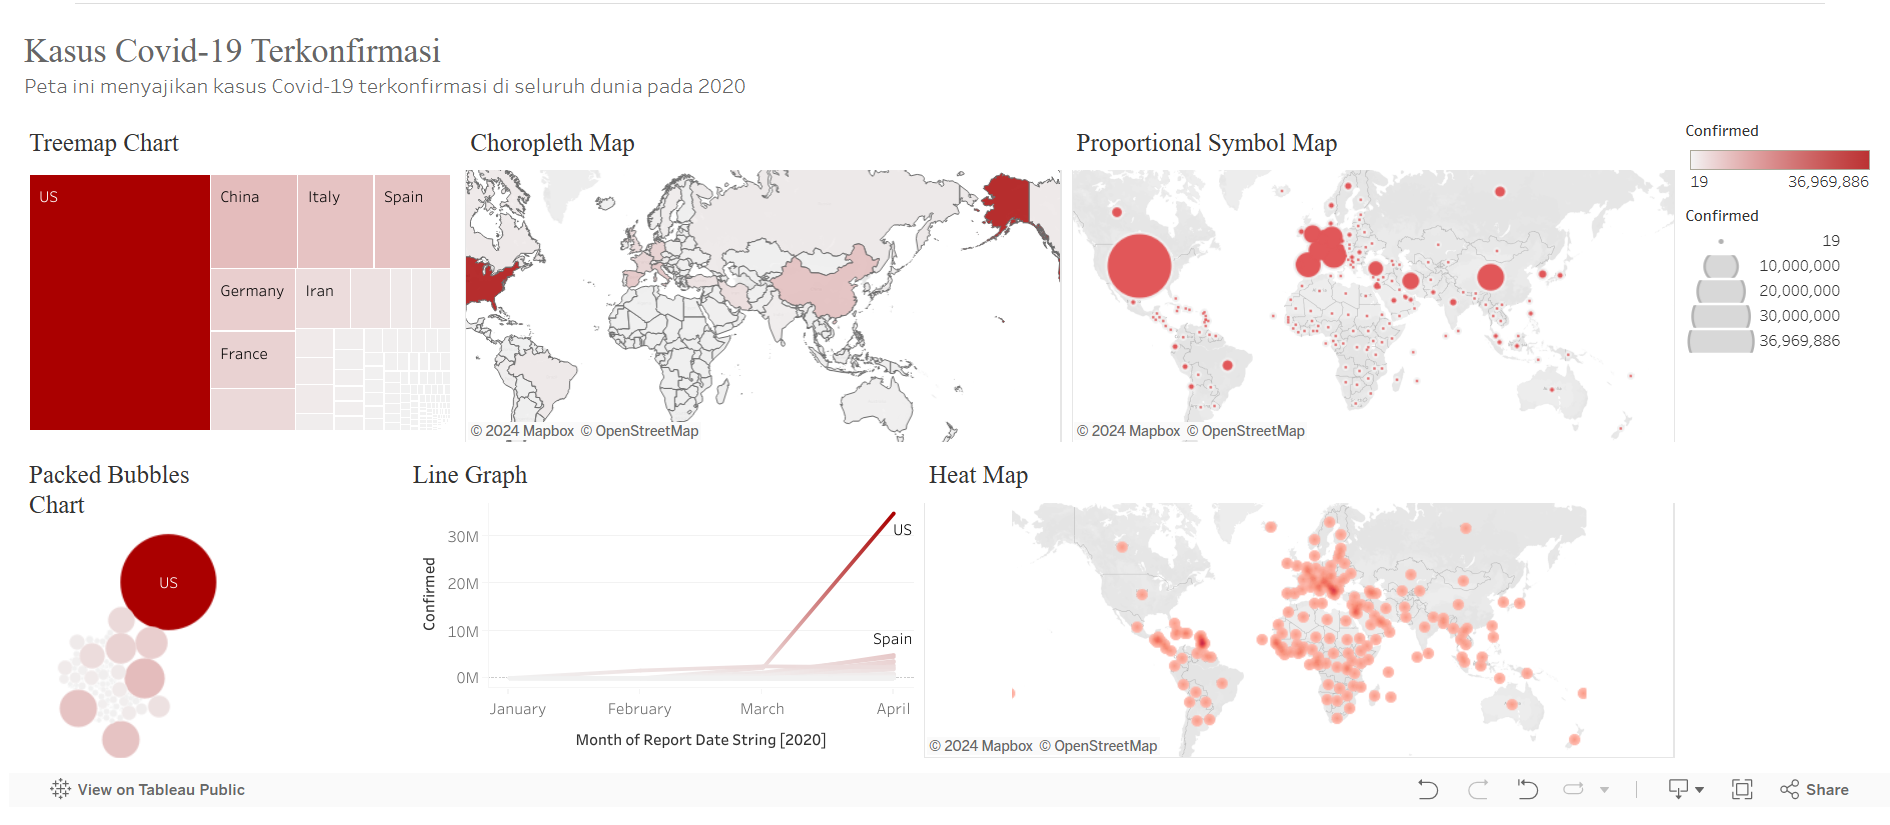 Kasus Covid-19 Terkonfirmasi
Peta ini menyajikan kasus Covid-19 terkonfirmasi di seluruh dunia pada 2020
Treemap Chart
US
China
Italy
Spain
Germany
Iran
France
Choropleth Map
© 2024 Mapbox © OpenStreetMap
Proportional Symbol Map
© 2024 Mapbox © OpenStreetMap
Confirmed
19
36,969,886
Confirmed
19
10,000,000
20,000,000
30,000,000
36,969,886
Packed Bubbles
Chart
US
Line Graph
Confirmed
30M
20M
10M
0M
US
Spain
January
February
March
April
Month of Report Date String [2020]
Heat Map
© 2024 Mapbox © OpenStreetMap
View on Tableau Public
Share